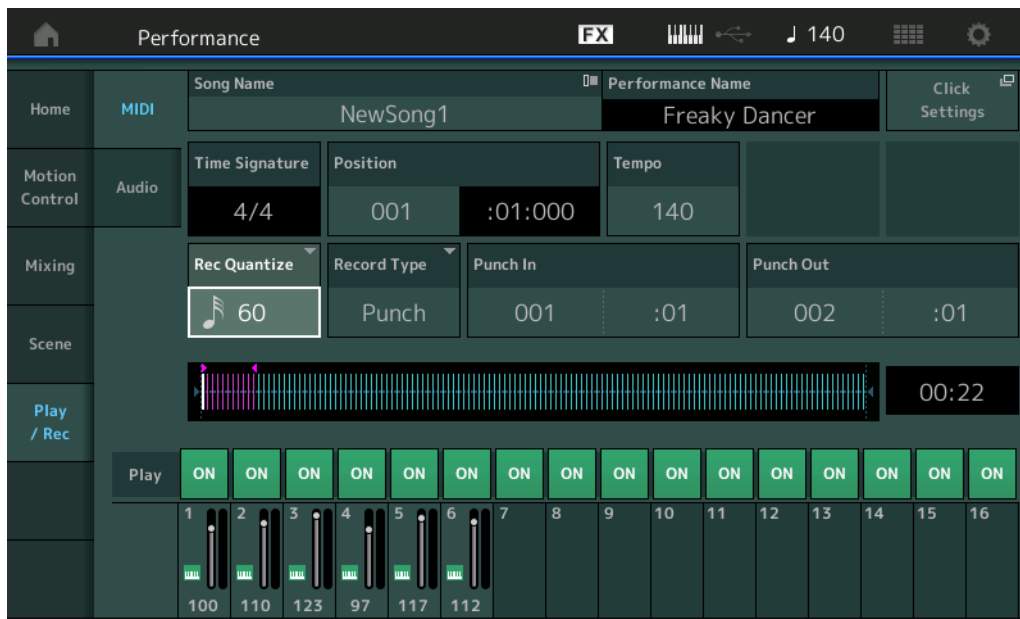 Performance
FX
140
Home
MIDI
Song Name
NewSong1
Performance Name
Freaky Dancer
Click
Settings
Motion
Control
Audio
Time Signature
4/4
Position
001
:01:000
Tempo
140
Mixing
Rec Quantize
60
Record Type
Punch
Punch In
001
:01
Punch Out
002
:01
Scene
00:22
Play
/ Rec
Play
ON ON ON ON ON ON ON ON ON ON ON ON ON ON ON ON
1 2 3 4 5 6 7 8 9 10 11 12 13 14 15 16
100 110 123 97 117 112